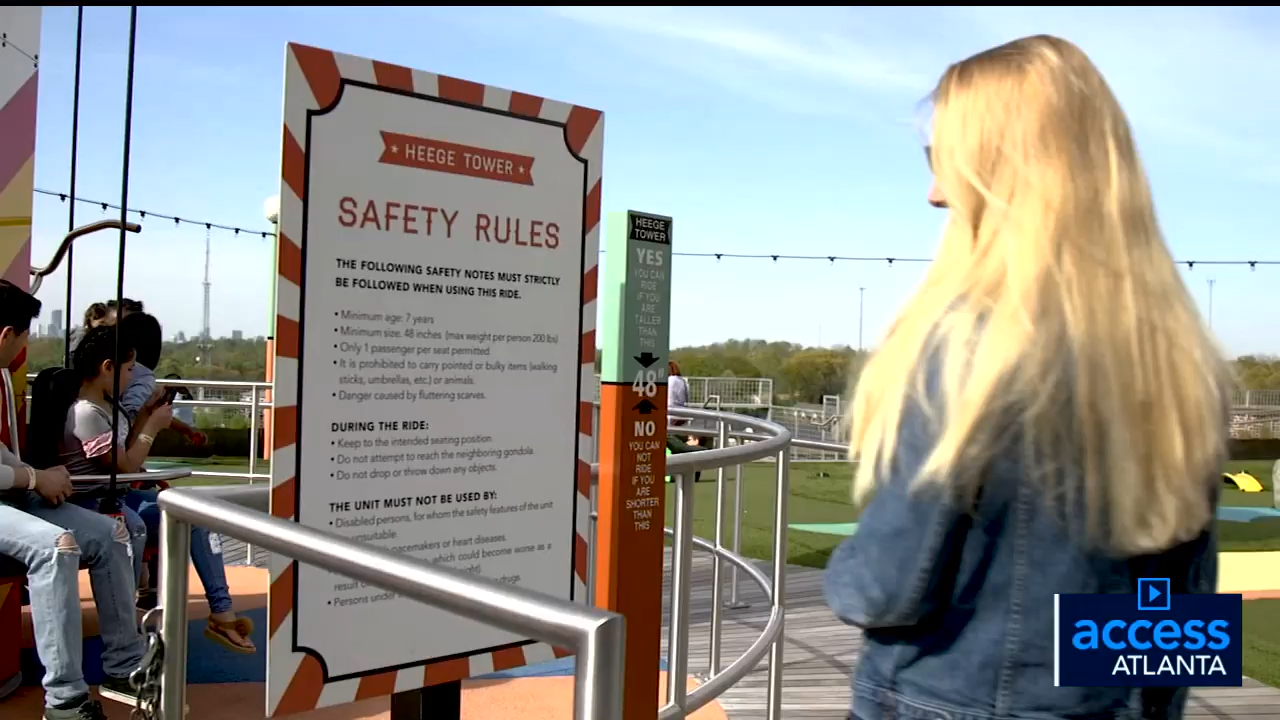 ★ HEEGE TOWER ★
SAFETY RULES
THE FOLLOWING SAFETY NOTES MUST STRICTLY
BE FOLLOWED WHEN USING THIS RIDE.
• Minimum age: 7 years
• Minimum size: 48 inches (max weight per person 200 lbs)
• Only 1 passenger per seat permitted
• It is prohibited to carry pointed or bulky items (walking
sticks, umbrellas, etc.) or animals.
• Danger caused by fluttering scarves.
DURING THE RIDE:
• Keep to the intended seating position
• Do not attempt to reach the neighboring gondola
• Do not drop or throw down any objects.
THE UNIT MUST NOT BE USED BY:
• Disabled persons, for whom the safety features of the unit
unsuitable.
pacemakers or heart diseases.
which could become worse as a
result
• Persons under drugs.
HEEGE
TOWER
YES
YOU CAN
RIDE
IF YOU
ARE
TALLER
THAN
THIS
48"
NO
YOU CAN
NOT
RIDE
IF YOU
ARE
SHORTER
THAN
THIS
access
ATLANTA